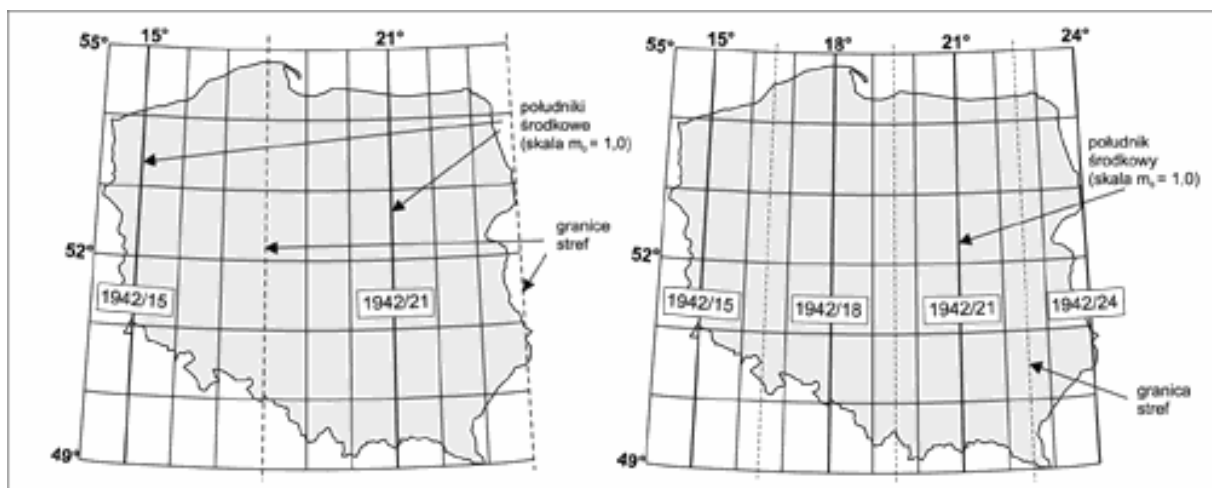 55° 15° 21°
południki
środkowe
(skala m₀ = 1,0)
granice
stref
52°
1942/15 1942/21
49°
55° 15° 18° 21° 24°
południk
środkowy
(skala m₀ = 1,0)
52°
1942/15 1942/18 1942/21 1942/24
granica
stref
49°